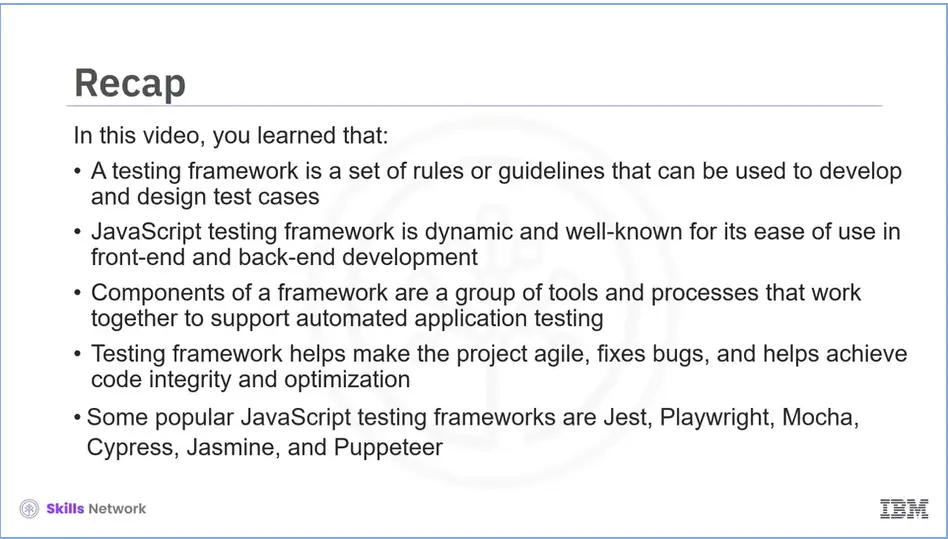 Recap
In this video, you learned that:
• A testing framework is a set of rules or guidelines that can be used to develop
and design test cases
• JavaScript testing framework is dynamic and well-known for its ease of use in
front-end and back-end development
• Components of a framework are a group of tools and processes that work
together to support automated application testing
• Testing framework helps make the project agile, fixes bugs, and helps achieve
code integrity and optimization
• Some popular JavaScript testing frameworks are Jest, Playwright, Mocha,
Cypress, Jasmine, and Puppeteer
Skills Network
IBM